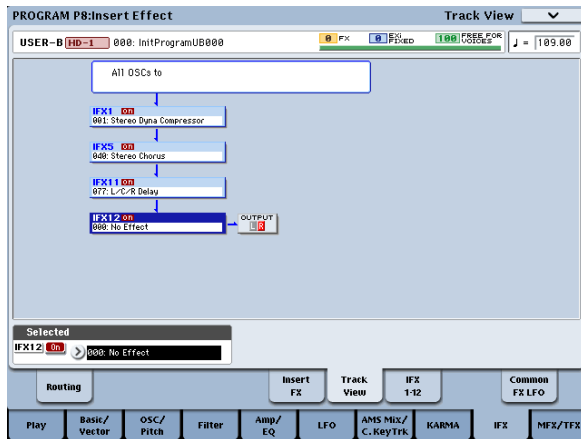 PROGRAM P8:Insert Effect Track View
USER-B HD-1 000: InitProgramUB000 0 FX 0 EXi FIXED 180 FREE FOR VOICES ♩ = 109.00
All OSCs to
IFX1 On
001: Stereo Dyna Compressor
IFX5 On
040: Stereo Chorus
IFX11 On
077: L/C/R Delay
IFX12 On
000: No Effect
OUTPUT
L R
Selected
IFX12 On 000: No Effect
Routing Insert FX Track View IFX 1-12 Common FX LFO
Play Basic/Vector OSC/Pitch Filter Amp/EQ LFO AMS Mix/C.KeyTrk KARMA IFX MFX/TFX